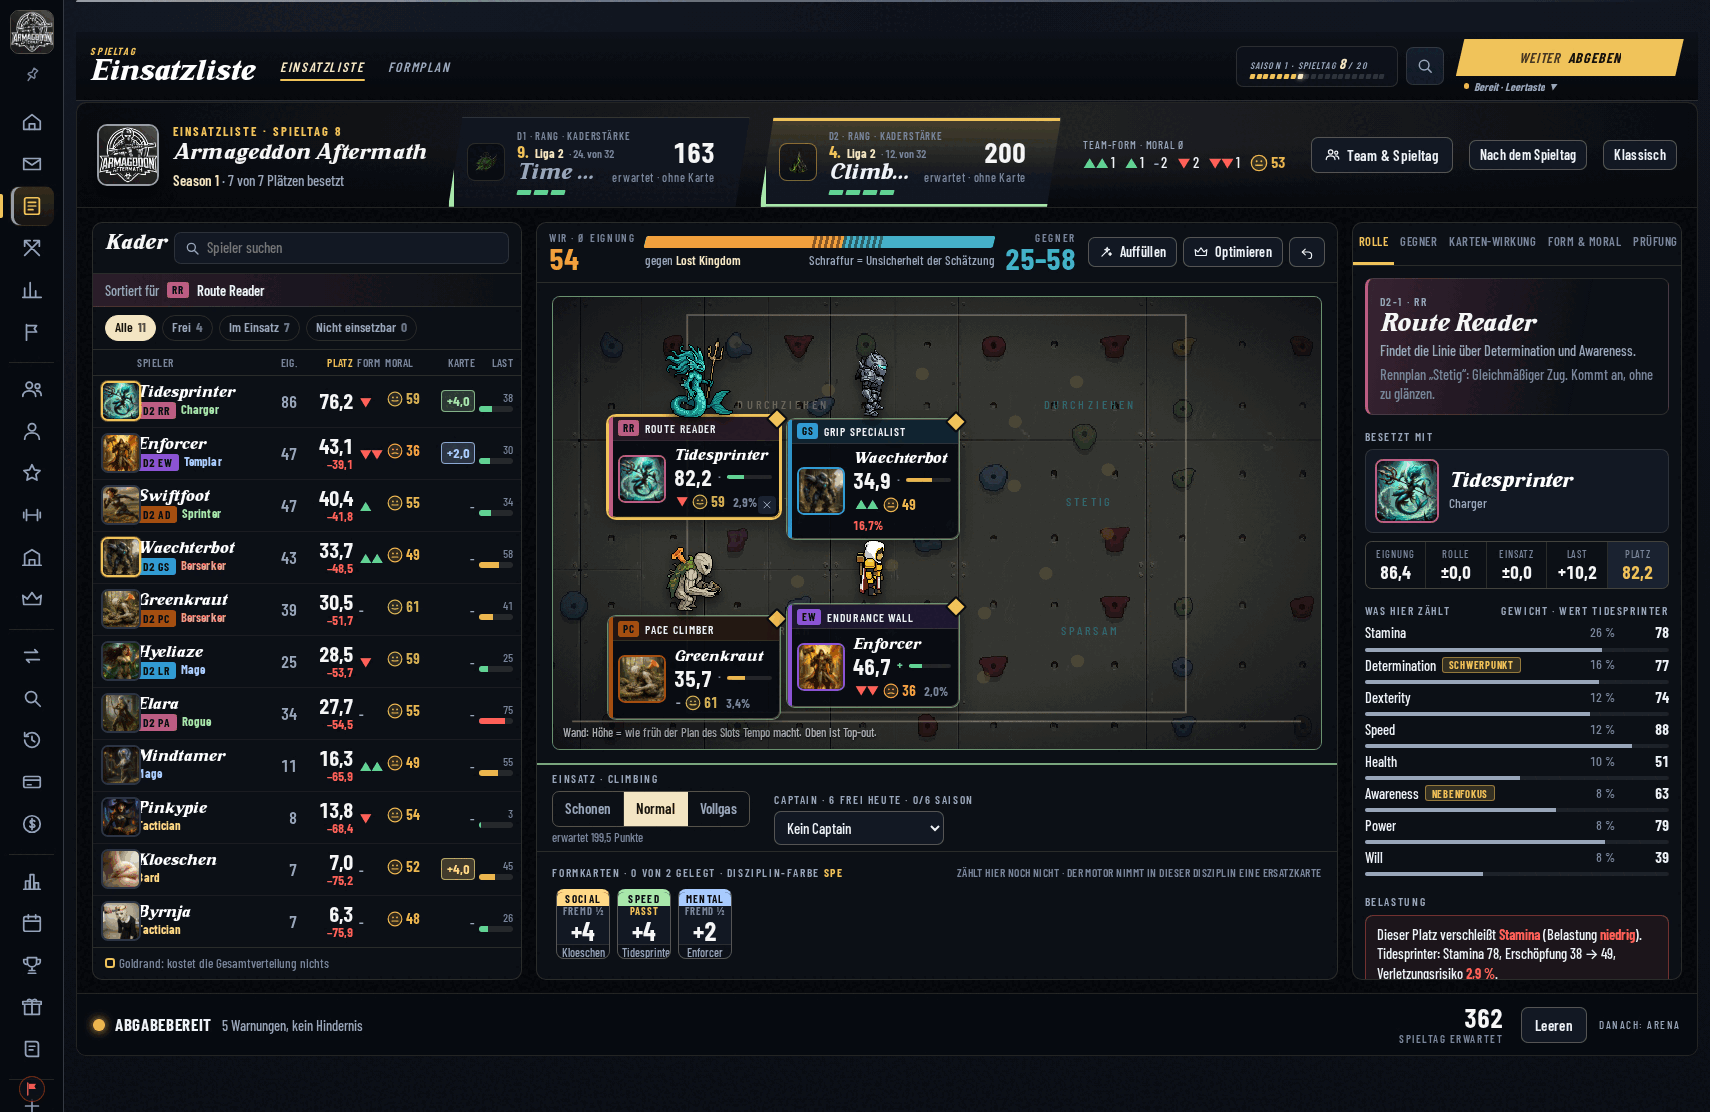 SPIELTAG
Einsatzliste
EINSATZLISTE
FORMPLAN
SAISON 1 · SPIELTAG 8 / 20
WEITER ABGEBEN
Bereit · Leertaste ▼
EINSATZLISTE · SPIELTAG 8
Armageddon Aftermath
Season 1 · 7 von 7 Plätzen besetzt
D1 · RANG · KADERSTÄRKE
9. Liga 2 · 24. von 32
163
Time ...
erwartet · ohne Karte
D2 · RANG · KADERSTÄRKE
4. Liga 2 · 12. von 32
200
Climb...
erwartet · ohne Karte
TEAM-FORM · MORAL Ø
▲▲1 ▲1 -2 ▼2 ▼▼1 53
Team & Spieltag
Nach dem Spieltag
Klassisch
Kader
Spieler suchen
Sortiert für RR Route Reader
Alle 11
Frei 4
Im Einsatz 7
Nicht einsetzbar 0
SPIELER EIG. PLATZ FORM MORAL KARTE LAST
Tidesprinter 86 76,2 ▼ 59 +4,0 38
D2 RR Charger
Enforcer 47 43,1 ▼▼ 36 +2,0 30
D2 EW Templar −39,1
Swiftfoot 47 40,4 ▲ 55 - 34
D2 AD Sprinter −41,8
Waechterbot 43 33,7 ▲▲ 49 - 58
D2 GS Berserker −48,5
Greenkraut 39 30,5 - 61 - 41
D2 PC Berserker −51,7
Hyeliaze 25 28,5 ▼ 59 - 25
D2 LR Mage −53,7
Elara 34 27,7 - 55 - 75
D2 PA Rogue −54,5
Mindtamer 11 16,3 ▲▲ 49 - 55
Mage −65,9
Pinkypie 8 13,8 ▼ 54 - 3
Tactician −68,4
Kloeschen 7 7,0 - 52 +4,0 45
Bard −75,2
Byrnja 7 6,3 - 48 - 26
Tactician −75,9
Goldrand: kostet die Gesamtverteilung nichts
WIR · Ø EIGNUNG
54
gegen Lost Kingdom
Schraffur = Unsicherheit der Schätzung
GEGNER
25–58
Auffüllen
Optimieren
DURCHZIEHEN
DURCHZIEHEN
STETIG
SPARSAM
RR ROUTE READER
Tidesprinter
82,2 ·
▼ 59 2,9% ×
GS GRIP SPECIALIST
Waechterbot
34,9 ·
▲▲ 49
16,7%
PC PACE CLIMBER
Greenkraut
35,7 ·
- 61 3,4%
EW ENDURANCE WALL
Enforcer
46,7 +
▼▼ 36 2,0%
Wand: Höhe = wie früh der Plan des Slots Tempo macht. Oben ist Top-out.
EINSATZ · CLIMBING
Schonen
Normal
Vollgas
erwartet 199,5 Punkte
CAPTAIN · 6 FREI HEUTE · 0/6 SAISON
Kein Captain
FORMKARTEN · 0 VON 2 GELEGT · DISZIPLIN-FARBE SPE
ZÄHLT HIER NOCH NICHT · DER MOTOR NIMMT IN DIESER DISZIPLIN EINE ERSATZKARTE
SOCIAL
FREMD ½
+4
Kloeschen
SPEED
PASST
+4
Tidesprinte
MENTAL
FREMD ½
+2
Enforcer
ROLLE
GEGNER
KARTEN-WIRKUNG
FORM & MORAL
PRÜFUNG
D2-1 · RR
Route Reader
Findet die Linie über Determination und Awareness.
Rennplan „Stetig“: Gleichmäßiger Zug. Kommt an, ohne
zu glänzen.
BESETZT MIT
Tidesprinter
Charger
EIGNUNG ROLLE EINSATZ LAST PLATZ
86,4 ±0,0 ±0,0 +10,2 82,2
WAS HIER ZÄHLT
GEWICHT · WERT TIDESPRINTER
Stamina 26 % 78
Determination SCHWERPUNKT 16 % 77
Dexterity 12 % 74
Speed 12 % 88
Health 10 % 51
Awareness NEBENFOKUS 8 % 63
Power 8 % 79
Will 8 % 39
BELASTUNG
Dieser Platz verschleißt Stamina (Belastung niedrig).
Tidesprinter: Stamina 78, Erschöpfung 38 → 49,
Verletzungsrisiko 2,9 %.
ABGABEBEREIT 5 Warnungen, kein Hindernis
362
SPIELTAG ERWARTET
Leeren
DANACH: ARENA